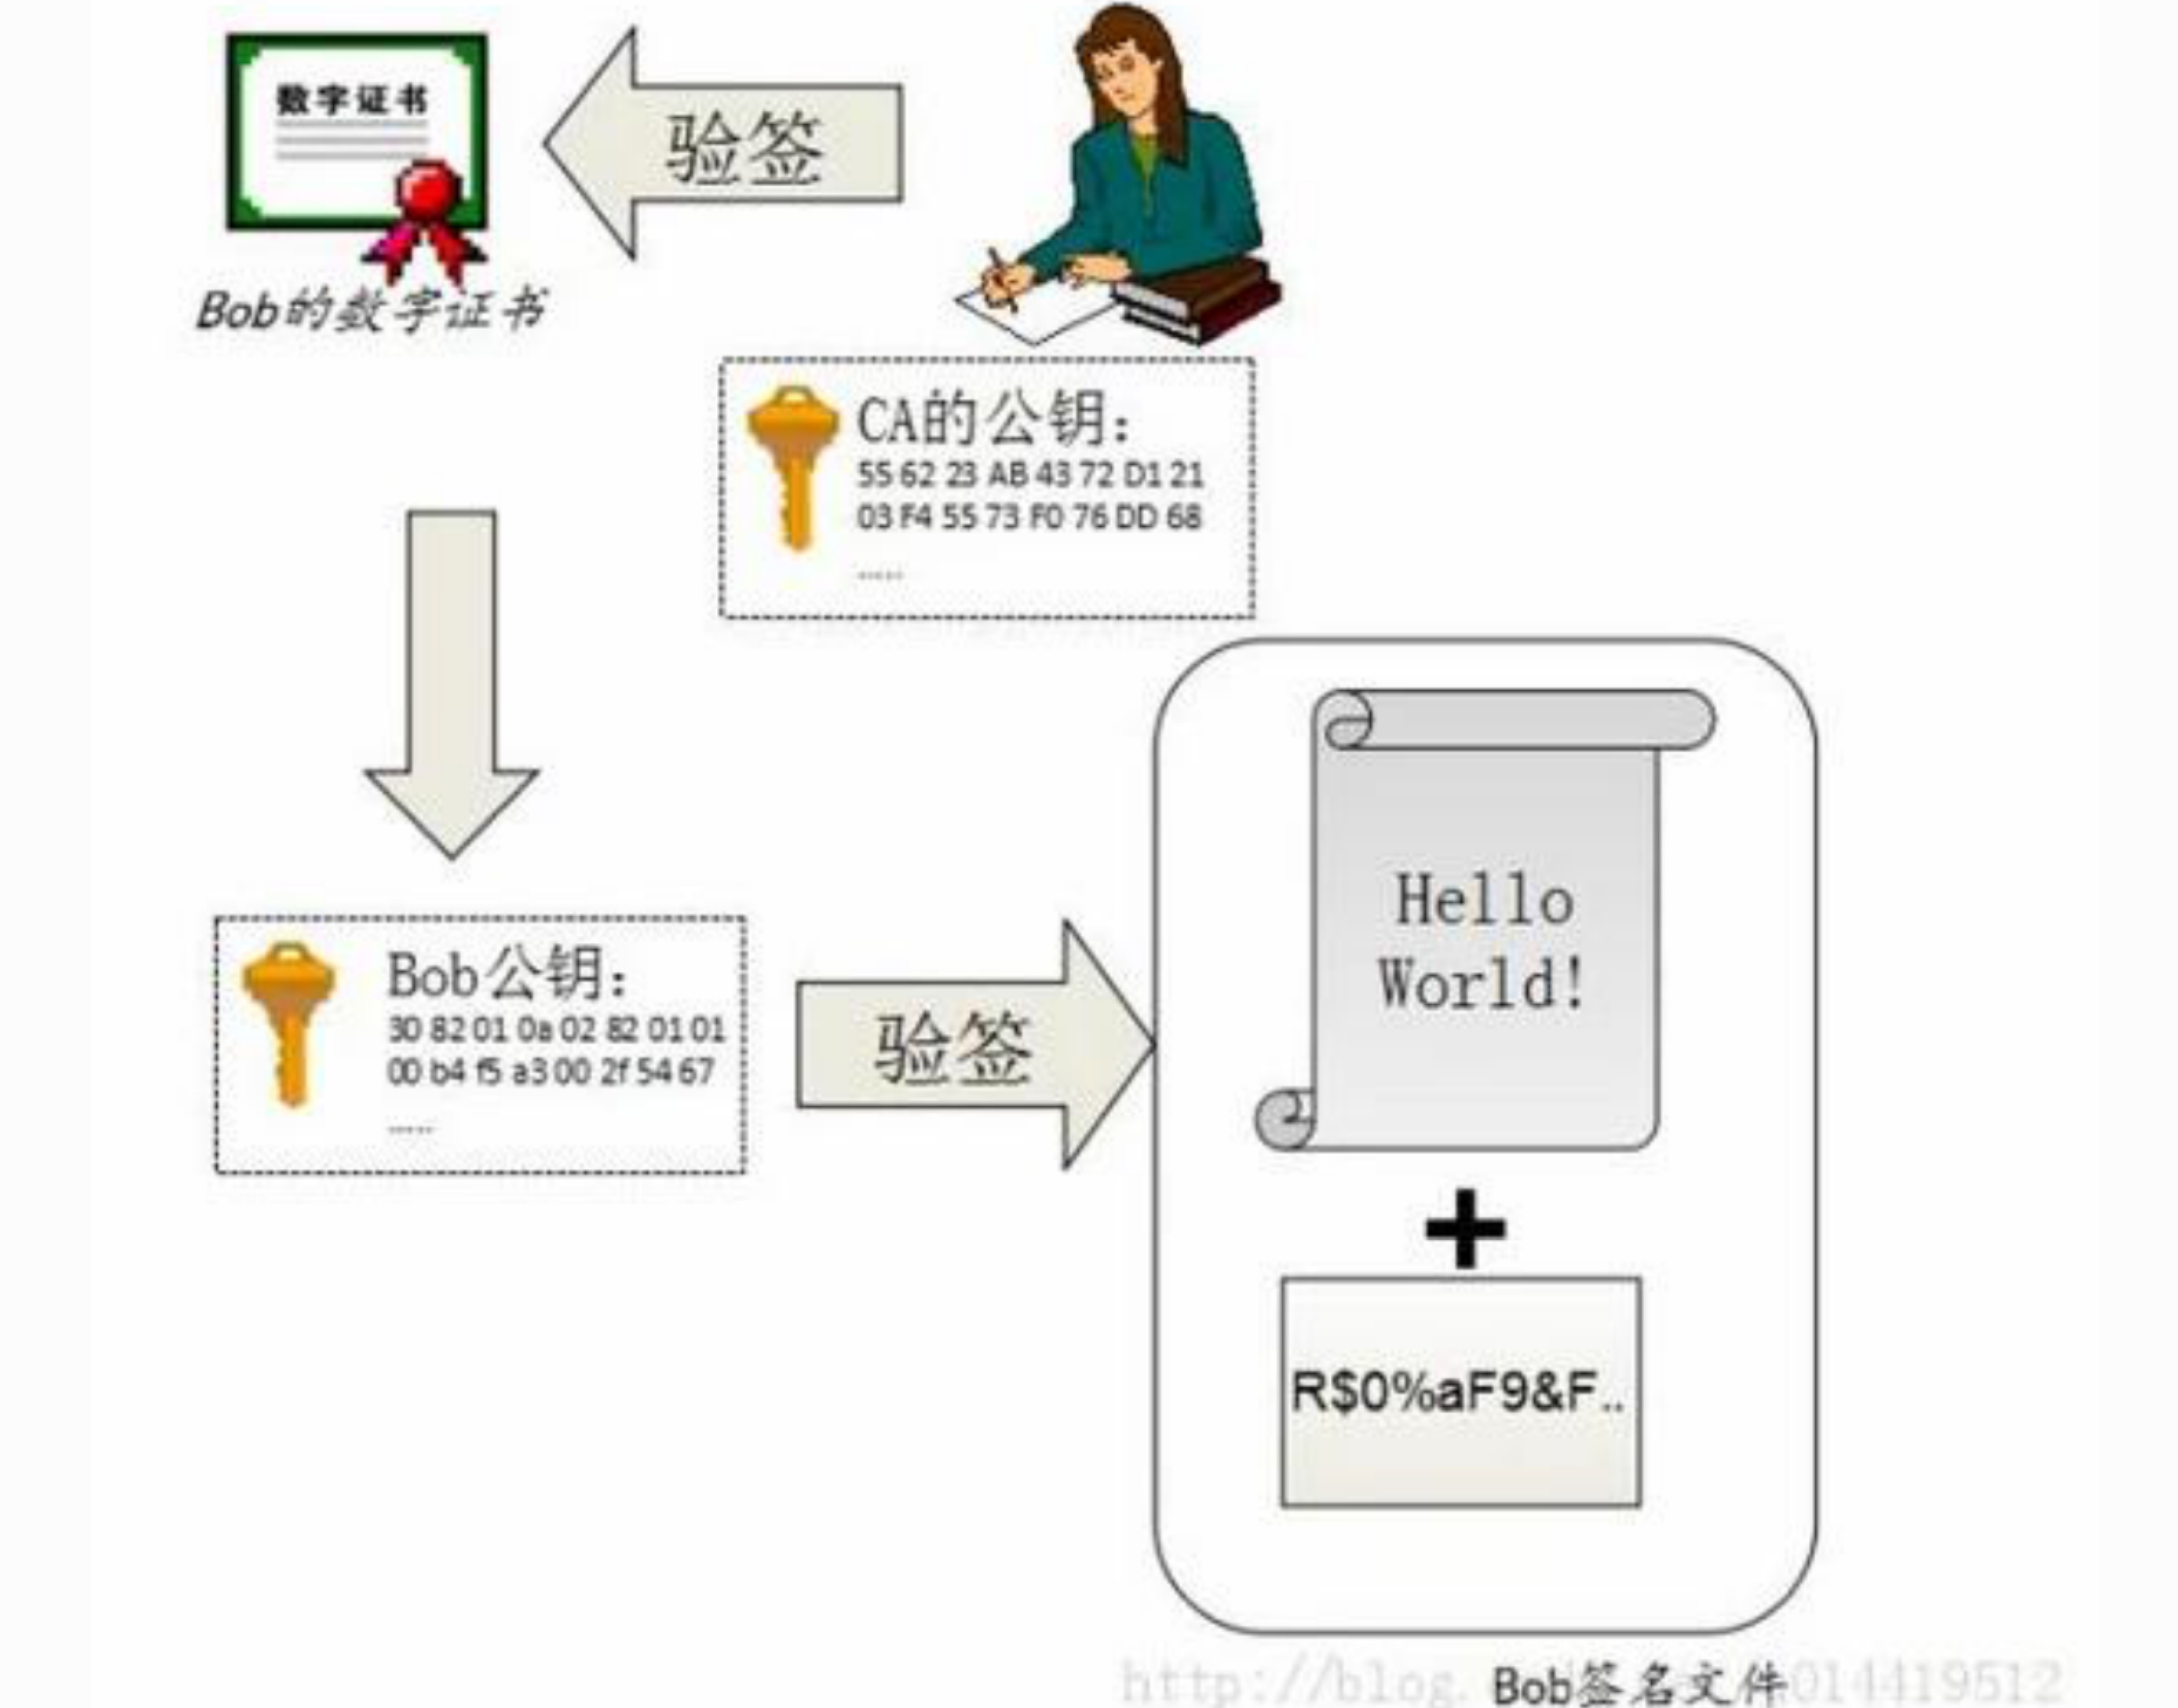 数字证书
验签
Bob的数字证书
CA的公钥：
55 62 23 AB 43 72 D1 21
03 F4 55 73 F0 76 DD 68
.....
Bob公钥：
30 82 01 0a 02 82 01 01
00 b4 f5 a3 00 2f 54 67
.....
验签
Hello
World!
+
R$0%aF9&F..
http://blog.
Bob签名文件
014419512